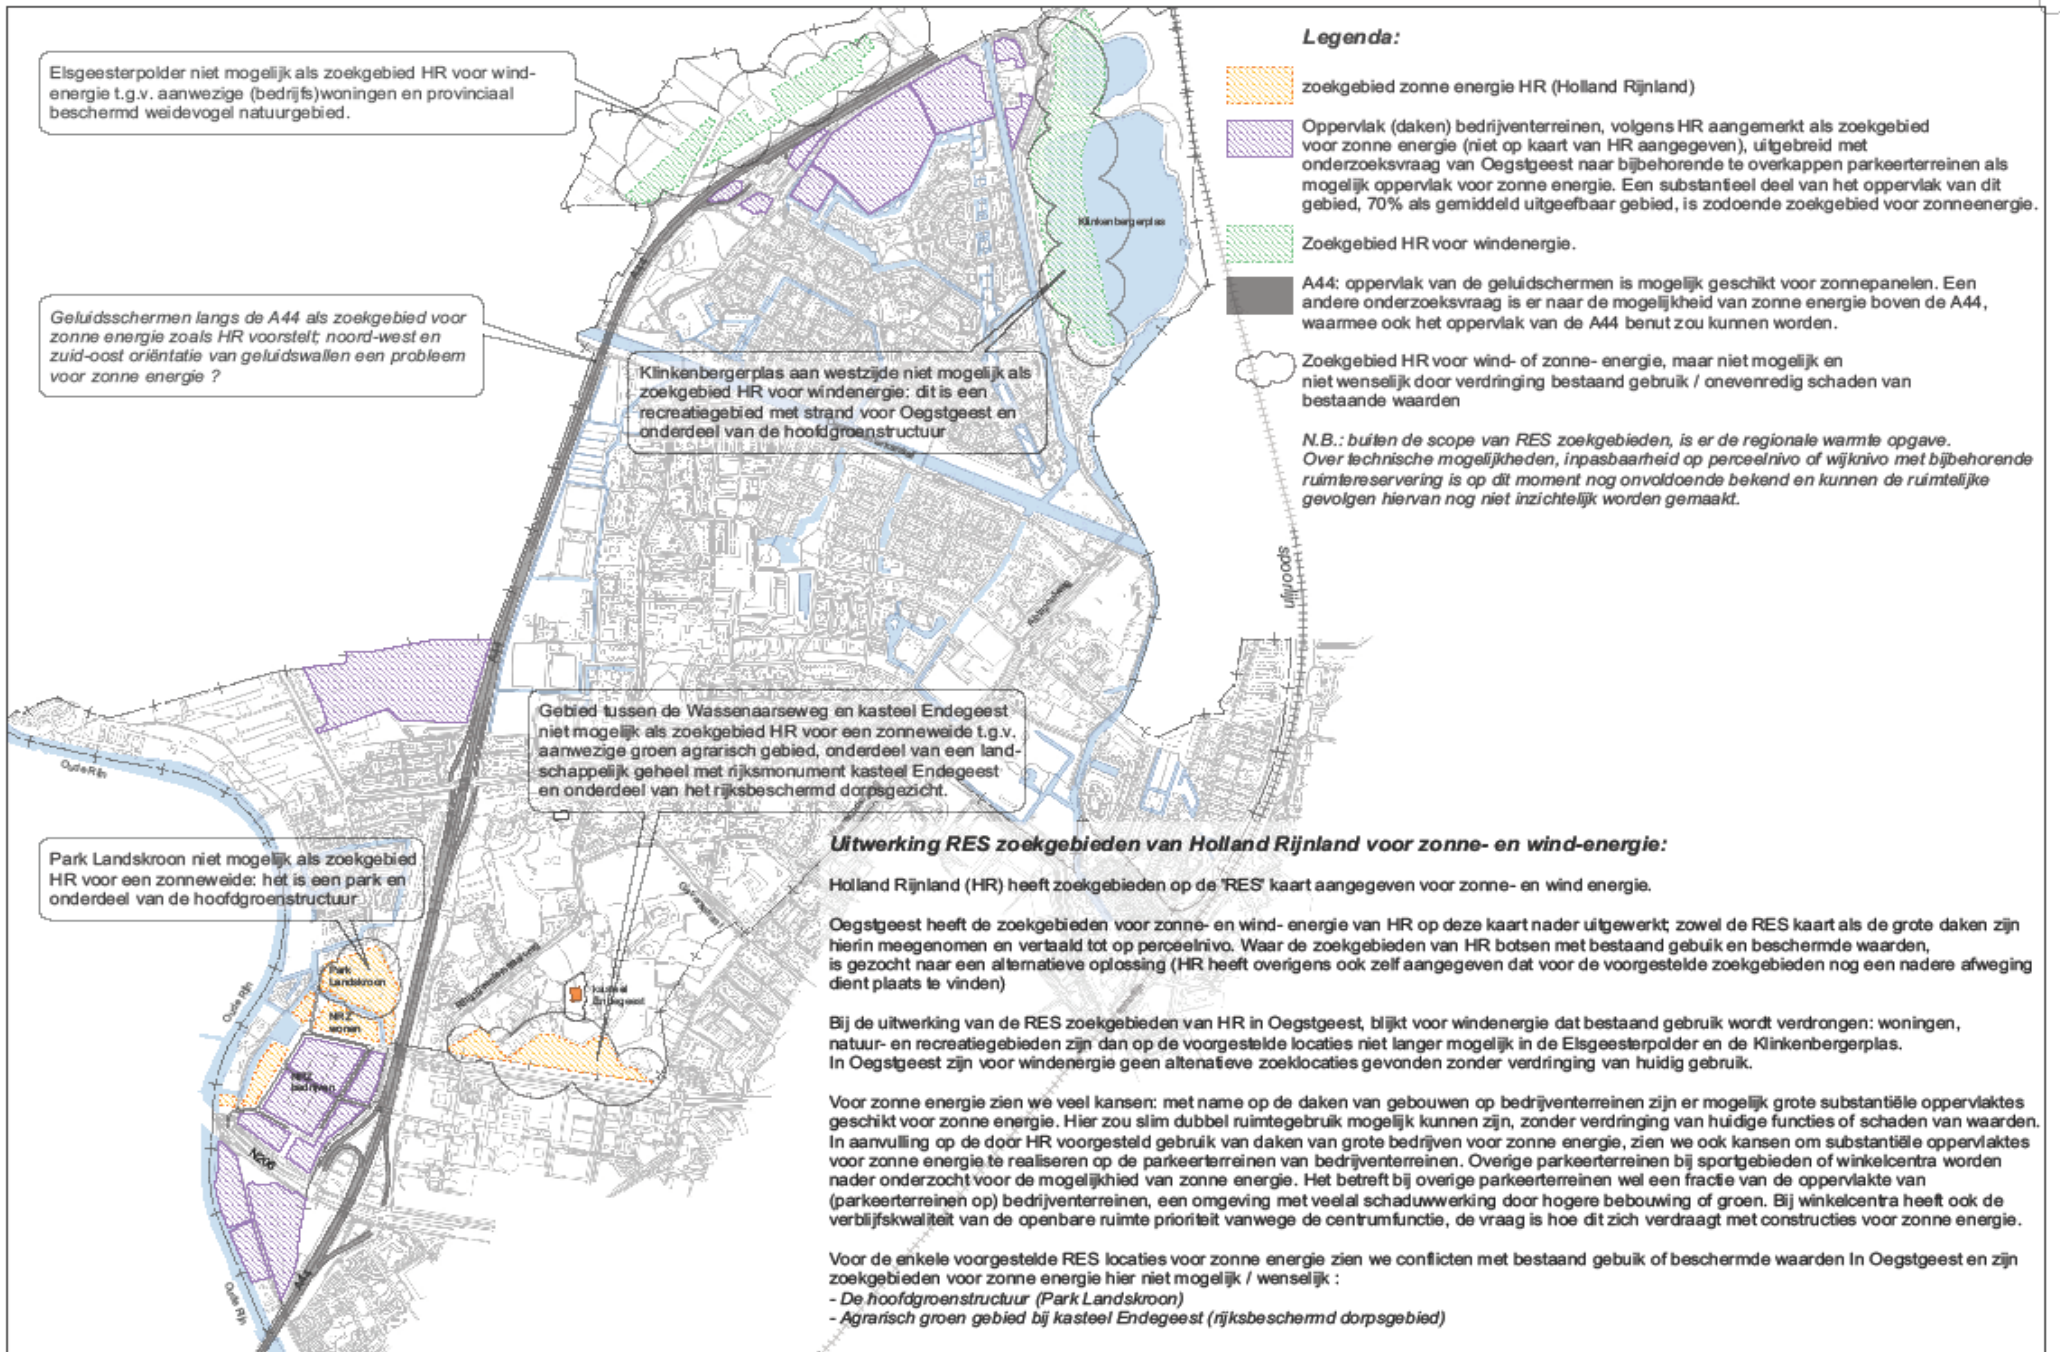 Elsgeesterpolder niet mogelijk als zoekgebied HR voor wind-
energie t.g.v. aanwezige (bedrijfs)woningen en provinciaal
beschermd weidevogel natuurgebied.
Geluidsschermen langs de A44 als zoekgebied voor
zonne energie zoals HR voorstelt; noord-west en
zuid-oost oriëntatie van geluidswallen een probleem
voor zonne energie ?
Klinkenbergerplas aan westzijde niet mogelijk als
zoekgebied HR voor windenergie: dit is een
recreatiegebied met strand voor Oegstgeest en
onderdeel van de hoofdgroenstructuur
Klinkenbergerplas
Gebied tussen de Wassenaarseweg en kasteel Endegeest
niet mogelijk als zoekgebied HR voor een zonneweide t.g.v.
aanwezige groen agrarisch gebied, onderdeel van een land-
schappelijk geheel met rijksmonument kasteel Endegeest
en onderdeel van het rijksbeschermd dorpsgezicht.
Park Landskroon niet mogelijk als zoekgebied
HR voor een zonneweide: het is een park en
onderdeel van de hoofdgroenstructuur
Oude Rijn
Oude Rijn
Park
Landskroon
NRZ
wonen
NRZ
bedrijven
N206
A44
Oude Rijn
kasteel
Endegeest
spoorlijn
Legenda:
zoekgebied zonne energie HR (Holland Rijnland)
Oppervlak (daken) bedrijventerreinen, volgens HR aangemerkt als zoekgebied
voor zonne energie (niet op kaart van HR aangegeven), uitgebreid met
onderzoeksvraag van Oegstgeest naar bijbehorende te overkappen parkeerterreinen als
mogelijk oppervlak voor zonne energie. Een substantieel deel van het oppervlak van dit
gebied, 70% als gemiddeld uitgeefbaar gebied, is zodoende zoekgebied voor zonneenergie.
Zoekgebied HR voor windenergie.
A44: oppervlak van de geluidschermen is mogelijk geschikt voor zonnepanelen. Een
andere onderzoeksvraag is er naar de mogelijkheid van zonne energie boven de A44,
waarmee ook het oppervlak van de A44 benut zou kunnen worden.
Zoekgebied HR voor wind- of zonne- energie, maar niet mogelijk en
niet wenselijk door verdringing bestaand gebruik / onevenredig schaden van
bestaande waarden
N.B.: buiten de scope van RES zoekgebieden, is er de regionale warmte opgave.
Over technische mogelijkheden, inpasbaarheid op perceelnivo of wijknivo met bijbehorende
ruimtereservering is op dit moment nog onvoldoende bekend en kunnen de ruimtelijke
gevolgen hiervan nog niet inzichtelijk worden gemaakt.
Uitwerking RES zoekgebieden van Holland Rijnland voor zonne- en wind-energie:
Holland Rijnland (HR) heeft zoekgebieden op de 'RES' kaart aangegeven voor zonne- en wind energie.
Oegstgeest heeft de zoekgebieden voor zonne- en wind- energie van HR op deze kaart nader uitgewerkt; zowel de RES kaart als de grote daken zijn
hierin meegenomen en vertaald tot op perceelnivo. Waar de zoekgebieden van HR botsen met bestaand gebuik en beschermde waarden,
is gezocht naar een alternatieve oplossing (HR heeft overigens ook zelf aangegeven dat voor de voorgestelde zoekgebieden nog een nadere afweging
dient plaats te vinden)
Bij de uitwerking van de RES zoekgebieden van HR in Oegstgeest, blijkt voor windenergie dat bestaand gebruik wordt verdrongen: woningen,
natuur- en recreatiegebieden zijn dan op de voorgestelde locaties niet langer mogelijk in de Elsgeesterpolder en de Klinkenbergerplas.
In Oegstgeest zijn voor windenergie geen altenatieve zoeklocaties gevonden zonder verdringing van huidig gebruik.
Voor zonne energie zien we veel kansen: met name op de daken van gebouwen op bedrijventerreinen zijn er mogelijk grote substantiële oppervlaktes
geschikt voor zonne energie. Hier zou slim dubbel ruimtegebruik mogelijk kunnen zijn, zonder verdringing van huidige functies of schaden van waarden.
In aanvulling op de door HR voorgesteld gebruik van daken van grote bedrijven voor zonne energie, zien we ook kansen om substantiële oppervlaktes
voor zonne energie te realiseren op de parkeerterreinen van bedrijventerreinen. Overige parkeerterreinen bij sportgebieden of winkelcentra worden
nader onderzocht voor de mogelijkhied van zonne energie. Het betreft bij overige parkeerterreinen wel een fractie van de oppervlakte van
(parkeerterreinen op) bedrijventerreinen, een omgeving met veelal schaduwwerking door hogere bebouwing of groen. Bij winkelcentra heeft ook de
verblijfskwaliteit van de openbare ruimte prioriteit vanwege de centrumfunctie, de vraag is hoe dit zich verdraagt met constructies voor zonne energie.
Voor de enkele voorgestelde RES locaties voor zonne energie zien we conflicten met bestaand gebuik of beschermde waarden In Oegstgeest en zijn
zoekgebieden voor zonne energie hier niet mogelijk / wenselijk :
- De hoofdgroenstructuur (Park Landskroon)
- Agrarisch groen gebied bij kasteel Endegeest (rijksbeschermd dorpsgebied)